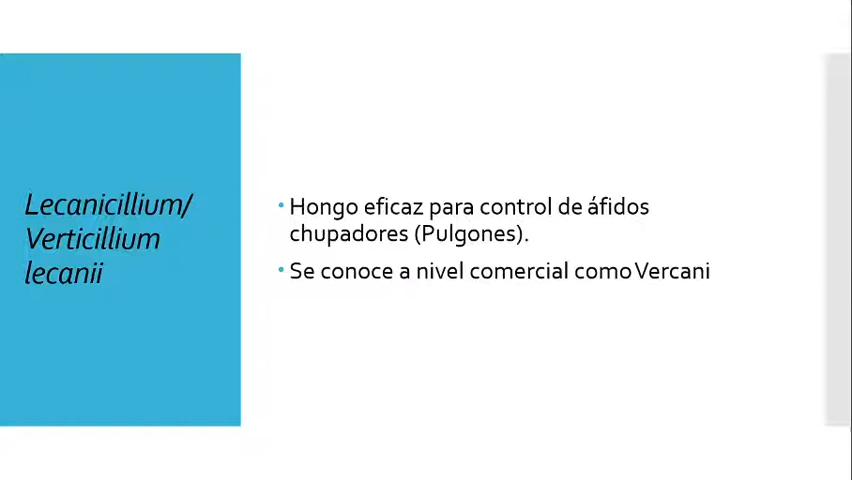 Lecanicillium/
Verticillium
lecanii
• Hongo eficaz para control de áfidos
chupadores (Pulgones).
• Se conoce a nivel comercial como Vercani